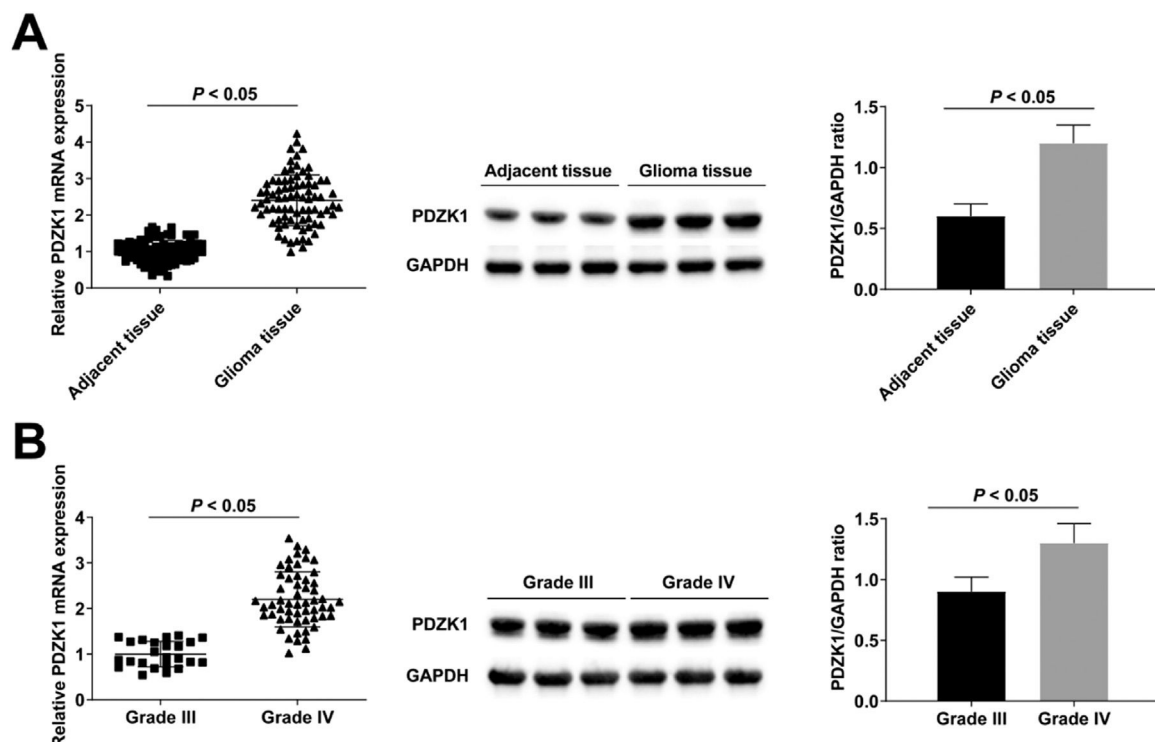 A
Relative PDZK1 mRNA expression
P < 0.05
5
4
3
2
1
0
Adjacent tissue
Glioma tissue
Adjacent tissue Glioma tissue
PDZK1
GAPDH
PDZK1/GAPDH ratio
P < 0.05
1.5
1.0
0.5
0.0
Adjacent tissue
Glioma tissue
B
Relative PDZK1 mRNA expression
P < 0.05
4
3
2
1
0
Grade III Grade IV
Grade III Grade IV
PDZK1
GAPDH
PDZK1/GAPDH ratio
P < 0.05
1.5
1.0
0.5
0.0
Grade III Grade IV